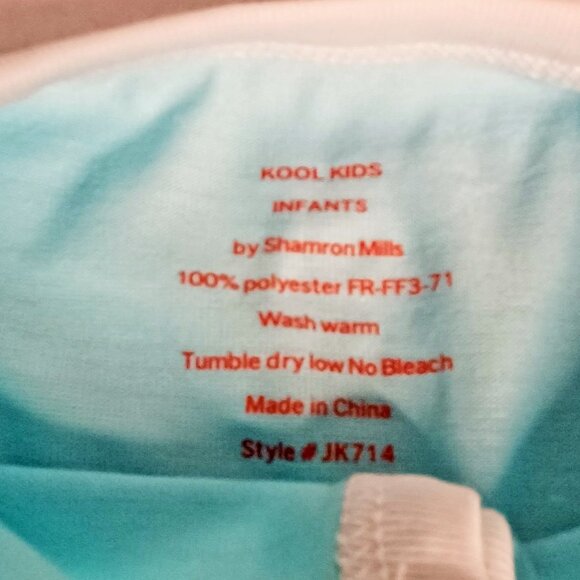 KOOL KIDS
INFANTS
by Shamron Mills
100% polyester FR-FF3-71
Wash warm
Tumble dry low No Bleach
Made in China
Style # JK714